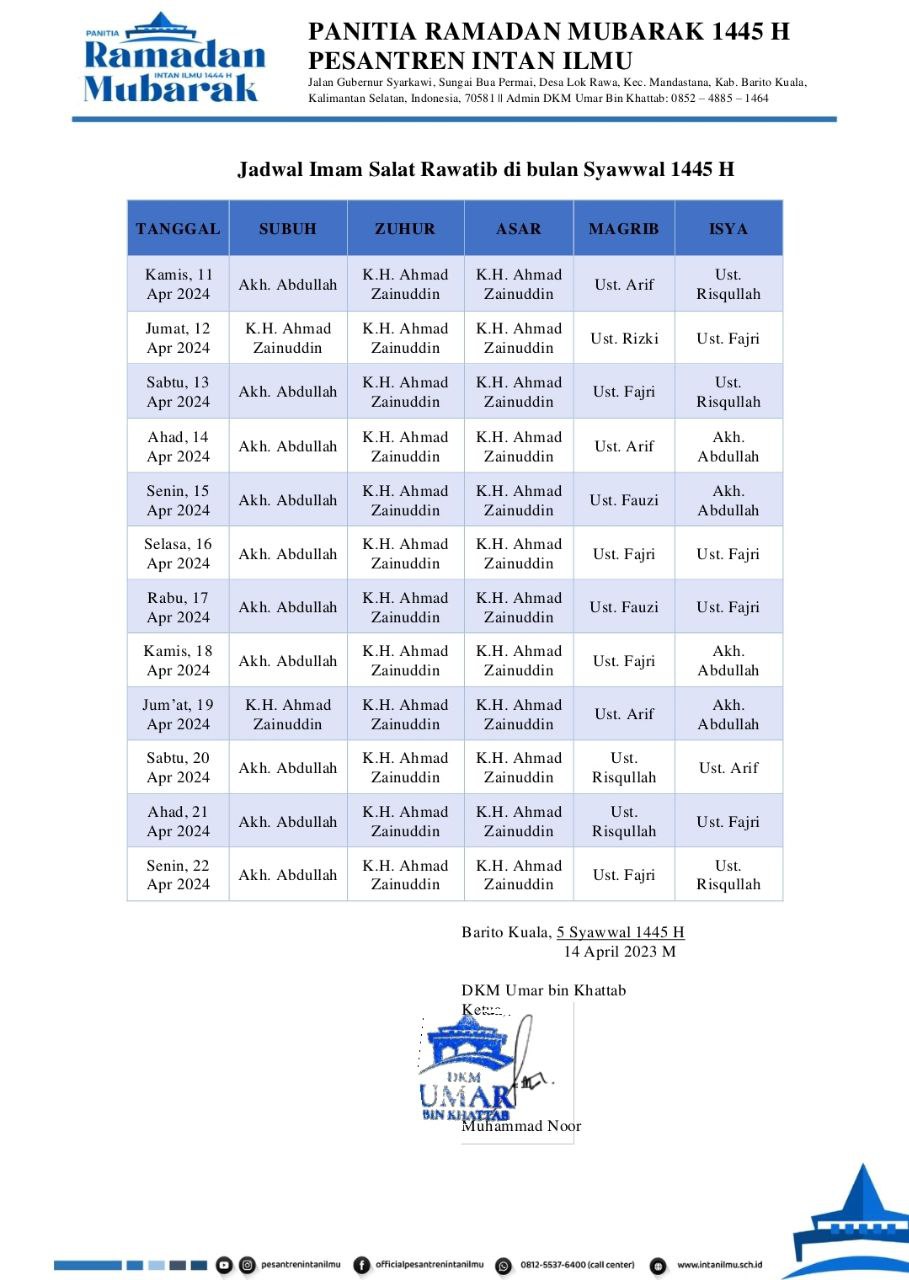 PANITIA
Ramadan
INTAN ILMU 1444 H
Mubarak
PANITIA RAMADAN MUBARAK 1445 H
PESANTREN INTAN ILMU
Jalan Gubernur Syarkawi, Sungai Bua Permai, Desa Lok Rawa, Kec. Mandastana, Kab. Barito Kuala,
Kalimantan Selatan, Indonesia, 70581 || Admin DKM Umar Bin Khattab: 0852 – 4885 – 1464
Jadwal Imam Salat Rawatib di bulan Syawwal 1445 H
TANGGAL SUBUH ZUHUR ASAR MAGRIB ISYA
Kamis, 11 K.H. Ahmad K.H. Ahmad Ust.
Akh. Abdullah Ust. Arif
Apr 2024 Zainuddin Zainuddin Risqullah
Jumat, 12 K.H. Ahmad K.H. Ahmad K.H. Ahmad
Ust. Rizki Ust. Fajri
Apr 2024 Zainuddin Zainuddin Zainuddin
Sabtu, 13 K.H. Ahmad K.H. Ahmad Ust.
Akh. Abdullah Ust. Fajri
Apr 2024 Zainuddin Zainuddin Risqullah
Ahad, 14 K.H. Ahmad K.H. Ahmad Akh.
Akh. Abdullah Ust. Arif
Apr 2024 Zainuddin Zainuddin Abdullah
Senin, 15 K.H. Ahmad K.H. Ahmad Akh.
Akh. Abdullah Ust. Fauzi
Apr 2024 Zainuddin Zainuddin Abdullah
Selasa, 16 K.H. Ahmad K.H. Ahmad
Akh. Abdullah Ust. Fajri Ust. Fajri
Apr 2024 Zainuddin Zainuddin
Rabu, 17 K.H. Ahmad K.H. Ahmad
Akh. Abdullah Ust. Fauzi Ust. Fajri
Apr 2024 Zainuddin Zainuddin
Kamis, 18 K.H. Ahmad K.H. Ahmad Akh.
Akh. Abdullah Ust. Fajri
Apr 2024 Zainuddin Zainuddin Abdullah
Jum’at, 19 K.H. Ahmad K.H. Ahmad K.H. Ahmad Akh.
Ust. Arif
Apr 2024 Zainuddin Zainuddin Zainuddin Abdullah
Sabtu, 20 K.H. Ahmad K.H. Ahmad Ust.
Akh. Abdullah Ust. Arif
Apr 2024 Zainuddin Zainuddin Risqullah
Ahad, 21 K.H. Ahmad K.H. Ahmad Ust.
Akh. Abdullah Ust. Fajri
Apr 2024 Zainuddin Zainuddin Risqullah
Senin, 22 K.H. Ahmad K.H. Ahmad Ust.
Akh. Abdullah Ust. Fajri
Apr 2024 Zainuddin Zainuddin Risqullah
Barito Kuala, 5 Syawwal 1445 H
14 April 2023 M
DKM Umar bin Khattab
Ketua
DKM
UMAR
BIN KHATTAB
Muhammad Noor
pesantrenintanilmu officialpesantrenintanilmu 0812-5537-6400 (call center) www.intanilmu.sch.id